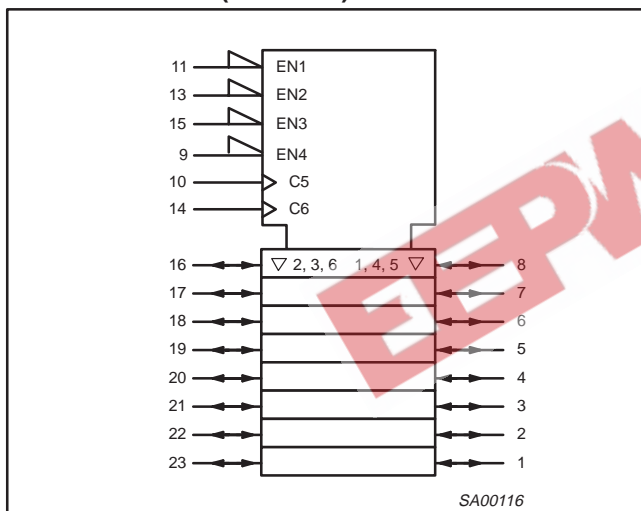 11 EN1
13 EN2
15 EN3
9 EN4
10 C5
14 C6
16 ▽ 2, 3, 6 1, 4, 5 ▽ 8
17 7
18 6
19 5
20 4
21 3
22 2
23 1
SA00116